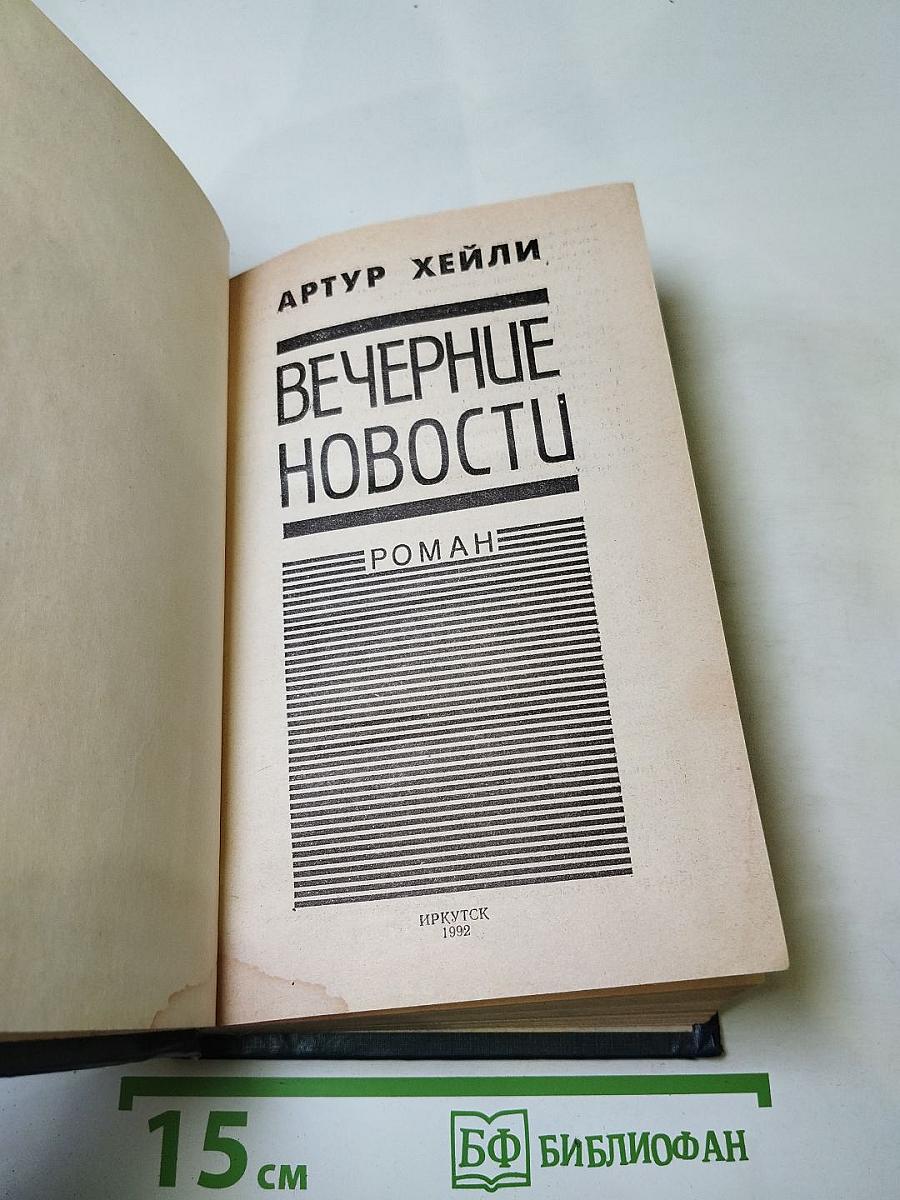 АРТУР ХЕЙЛИ
ВЕЧЕРНИЕ
НОВОСТИ
РОМАН
ИРКУТСК
1992
15 см
БФ БИБЛИОФАН